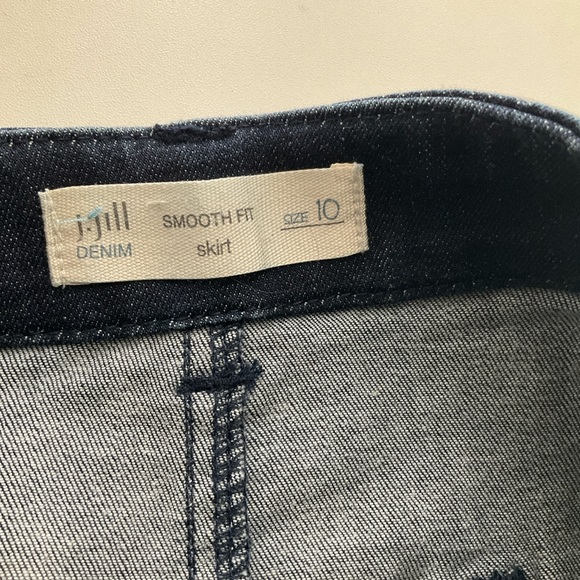 j.jill
DENIM
SMOOTH FIT
skirt
SIZE 10